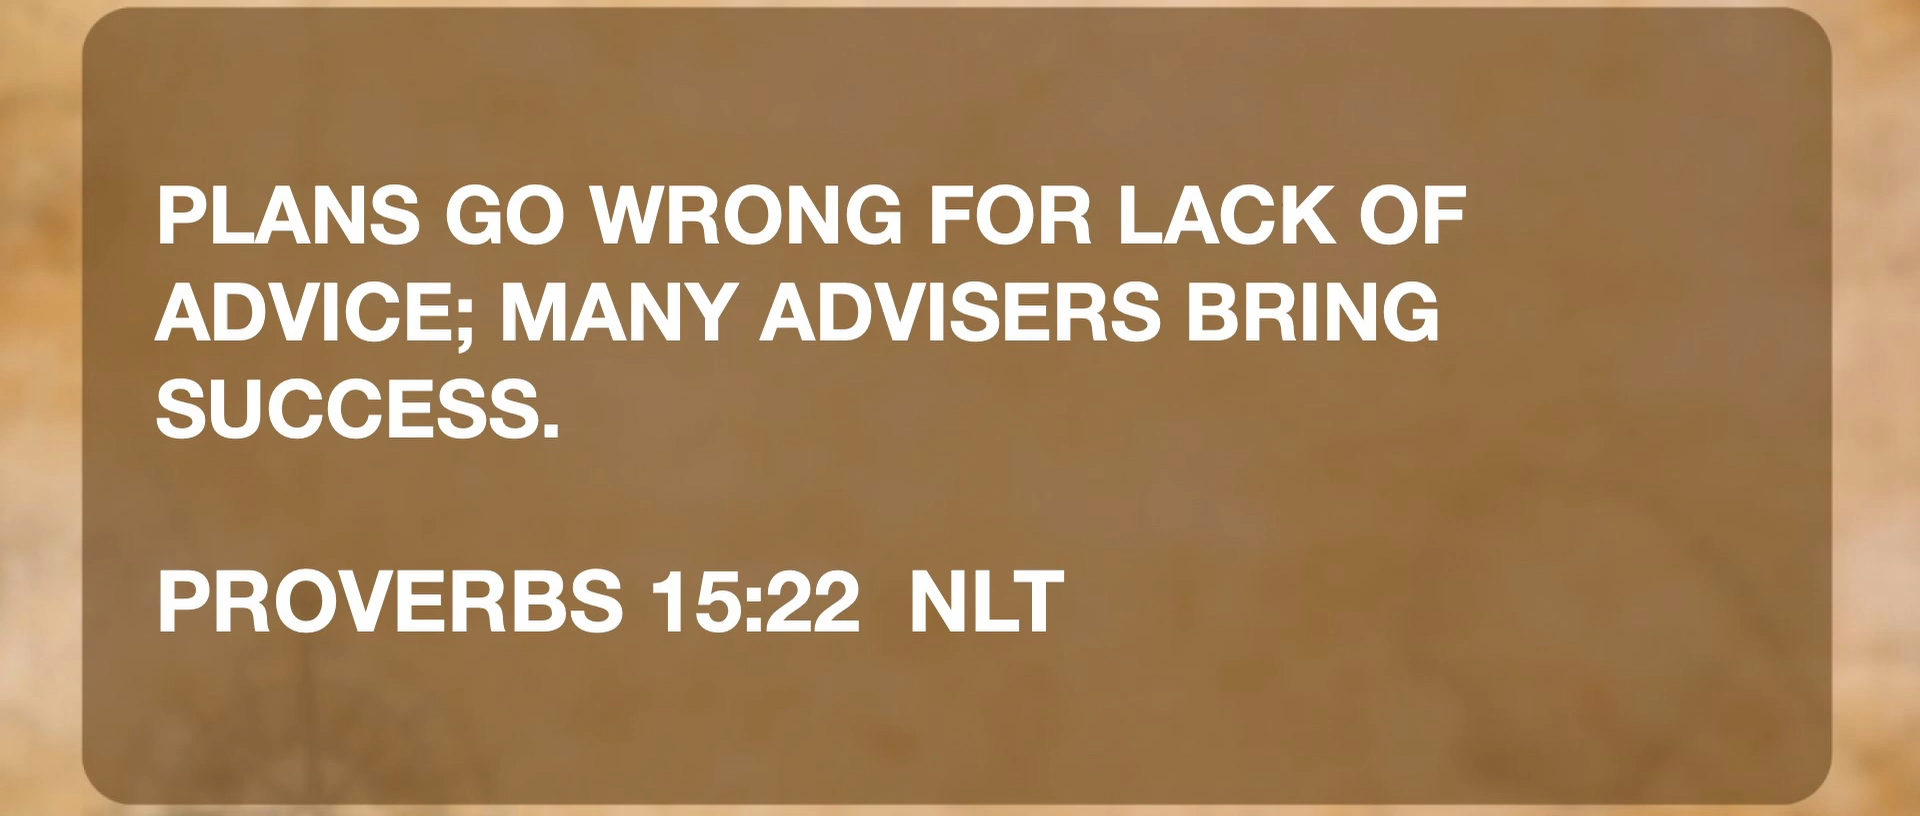 PLANS GO WRONG FOR LACK OF
ADVICE; MANY ADVISERS BRING
SUCCESS.
PROVERBS 15:22  NLT